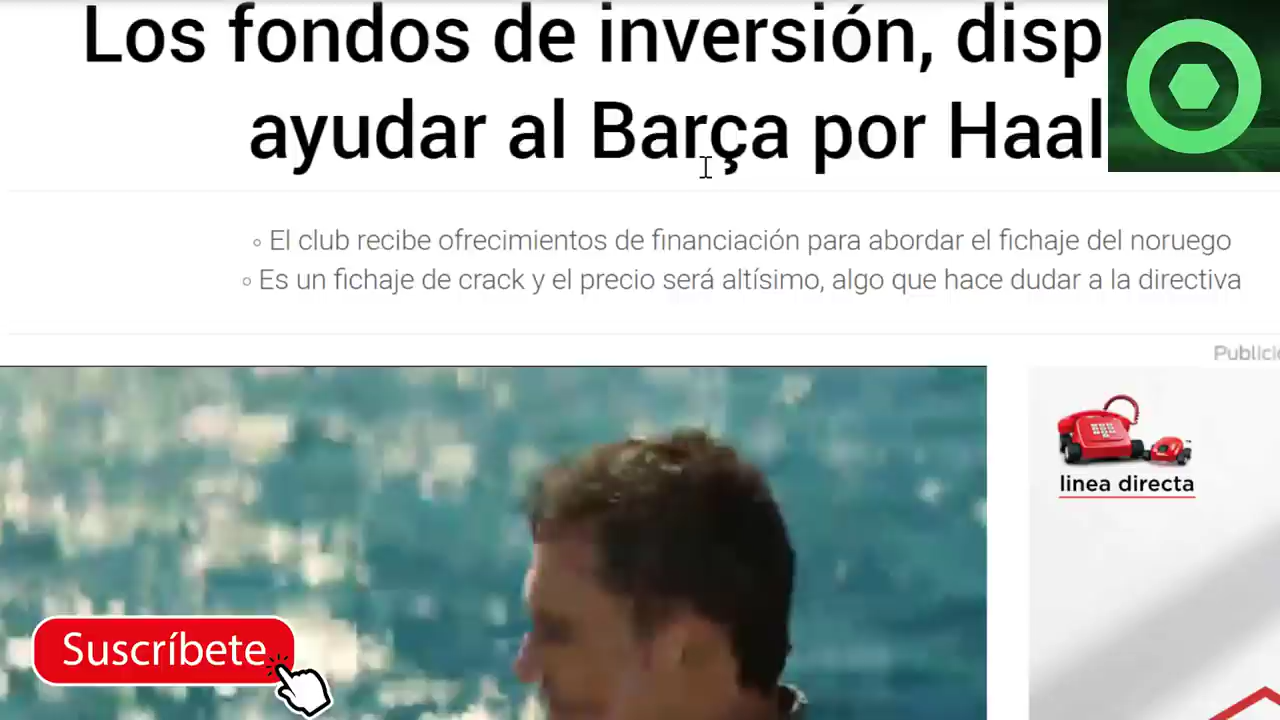 Los fondos de inversión, disp
ayudar al Barça por Haal
◦ El club recibe ofrecimientos de financiación para abordar el fichaje del noruego
◦ Es un fichaje de crack y el precio será altísimo, algo que hace dudar a la directiva
Publici
linea directa
Suscríbete